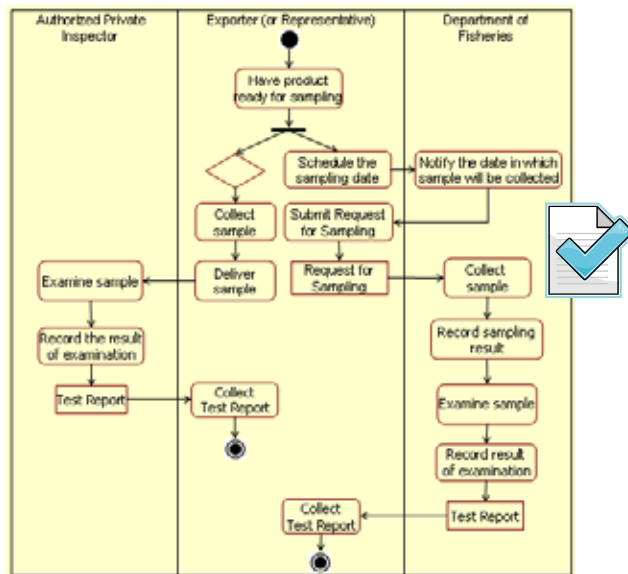 Authorized Private
Inspector
Exporter (or Representative)
Department of
Fisheries
Have product
ready for sampling
Schedule the
sampling date
Notify the date in which
sample will be collected
Collect
sample
Submit Request
for Sampling
Deliver
sample
Request for
Sampling
Examine sample
Collect
sample
Record the result
of examination
Record sampling
result
Test Report
Collect
Test Report
Examine sample
Record result
of examination
Collect
Test Report
Test Report